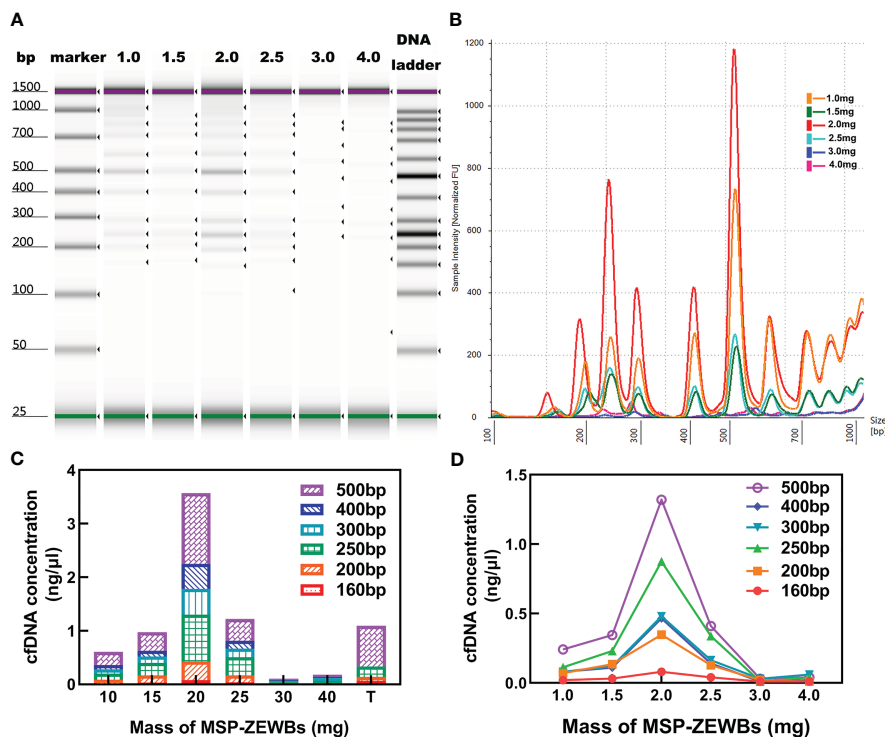 A
bp marker 1.0 1.5 2.0 2.5 3.0 4.0 DNA ladder
1500
1000
700
500
400
300
200
100
50
25
B
Sample Intensity [Normalized FU]
1200
1000
800
600
400
200
0
1.0mg
1.5mg
2.0mg
2.5mg
3.0mg
4.0mg
100 200 300 400 500 700 1000
Size [bp]
C
cfDNA concentration (ng/μl)
4
3
2
1
0
500bp
400bp
300bp
250bp
200bp
160bp
10 15 20 25 30 40 T
Mass of MSP-ZEWBs (mg)
D
cfDNA concentration (ng/μl)
1.5
1.0
0.5
0.0
500bp
400bp
300bp
250bp
200bp
160bp
1.0 1.5 2.0 2.5 3.0 4.0
Mass of MSP-ZEWBs (mg)